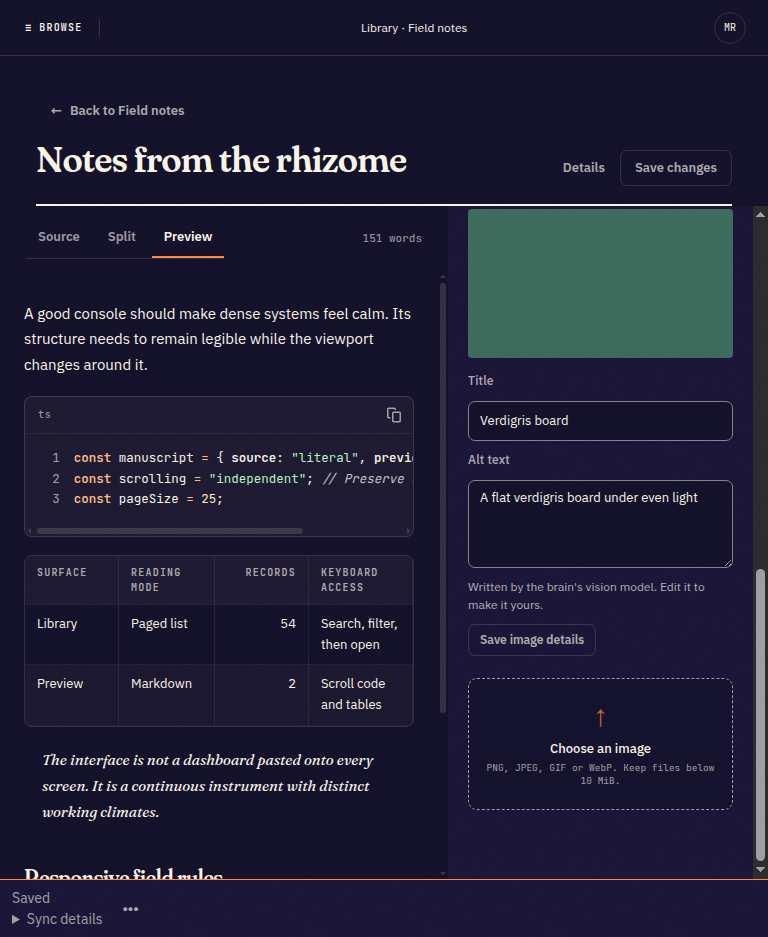 ≡ BROWSE
Library · Field notes
MR
← Back to Field notes
Notes from the rhizome
Details
Save changes
Source
Split
Preview
151 words
A good console should make dense systems feel calm. Its
structure needs to remain legible while the viewport
changes around it.
ts
1 const manuscript = { source: "literal", previ
2 const scrolling = "independent"; // Preserve
3 const pageSize = 25;
SURFACE READING MODE RECORDS KEYBOARD ACCESS
Library Paged list 54 Search, filter, then open
Preview Markdown 2 Scroll code and tables
The interface is not a dashboard pasted onto every
screen. It is a continuous instrument with distinct
working climates.
Responsive field rules
Title
Verdigris board
Alt text
A flat verdigris board under even light
Written by the brain's vision model. Edit it to
make it yours.
Save image details
↑
Choose an image
PNG, JPEG, GIF or WebP. Keep files below
10 MiB.
Saved
▶ Sync details
•••